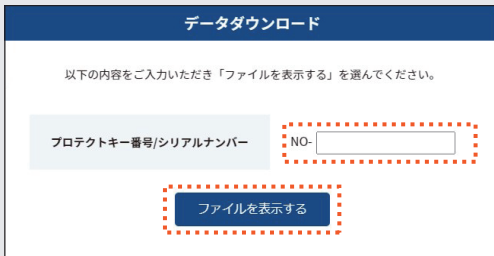 データダウンロード
以下の内容をご入力いただき「ファイルを表示する」を選んでください。
プロテクトキー番号/シリアルナンバー
NO-
ファイルを表示する